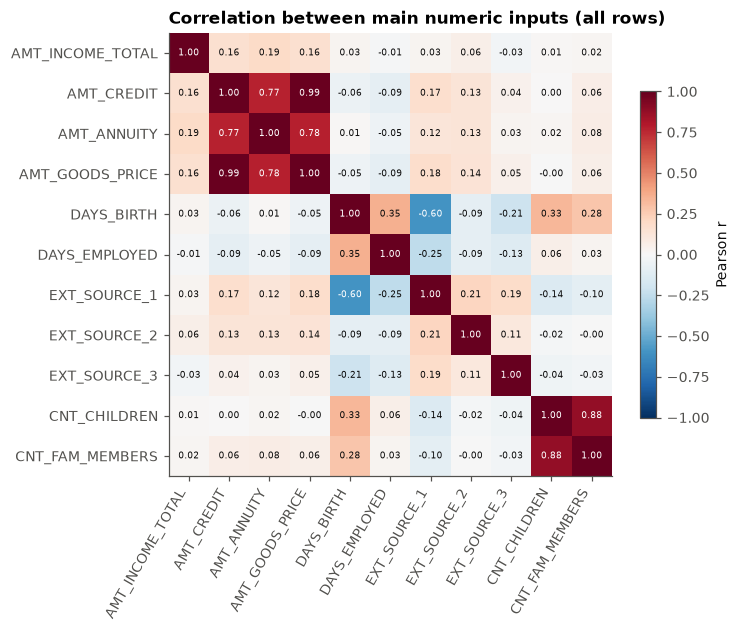 Correlation between main numeric inputs (all rows)
AMT_INCOME_TOTAL 1.00 0.16 0.19 0.16 0.03 -0.01 0.03 0.06 -0.03 0.01 0.02
AMT_CREDIT 0.16 1.00 0.77 0.99 -0.06 -0.09 0.17 0.13 0.04 0.00 0.06
AMT_ANNUITY 0.19 0.77 1.00 0.78 0.01 -0.05 0.12 0.13 0.03 0.02 0.08
AMT_GOODS_PRICE 0.16 0.99 0.78 1.00 -0.05 -0.09 0.18 0.14 0.05 -0.00 0.06
DAYS_BIRTH 0.03 -0.06 0.01 -0.05 1.00 0.35 -0.60 -0.09 -0.21 0.33 0.28
DAYS_EMPLOYED -0.01 -0.09 -0.05 -0.09 0.35 1.00 -0.25 -0.09 -0.13 0.06 0.03
EXT_SOURCE_1 0.03 0.17 0.12 0.18 -0.60 -0.25 1.00 0.21 0.19 -0.14 -0.10
EXT_SOURCE_2 0.06 0.13 0.13 0.14 -0.09 -0.09 0.21 1.00 0.11 -0.02 -0.00
EXT_SOURCE_3 -0.03 0.04 0.03 0.05 -0.21 -0.13 0.19 0.11 1.00 -0.04 -0.03
CNT_CHILDREN 0.01 0.00 0.02 -0.00 0.33 0.06 -0.14 -0.02 -0.04 1.00 0.88
CNT_FAM_MEMBERS 0.02 0.06 0.08 0.06 0.28 0.03 -0.10 -0.00 -0.03 0.88 1.00
AMT_INCOME_TOTAL
AMT_CREDIT
AMT_ANNUITY
AMT_GOODS_PRICE
DAYS_BIRTH
DAYS_EMPLOYED
EXT_SOURCE_1
EXT_SOURCE_2
EXT_SOURCE_3
CNT_CHILDREN
CNT_FAM_MEMBERS
1.00
0.75
0.50
0.25
0.00
−0.25
−0.50
−0.75
−1.00
Pearson r